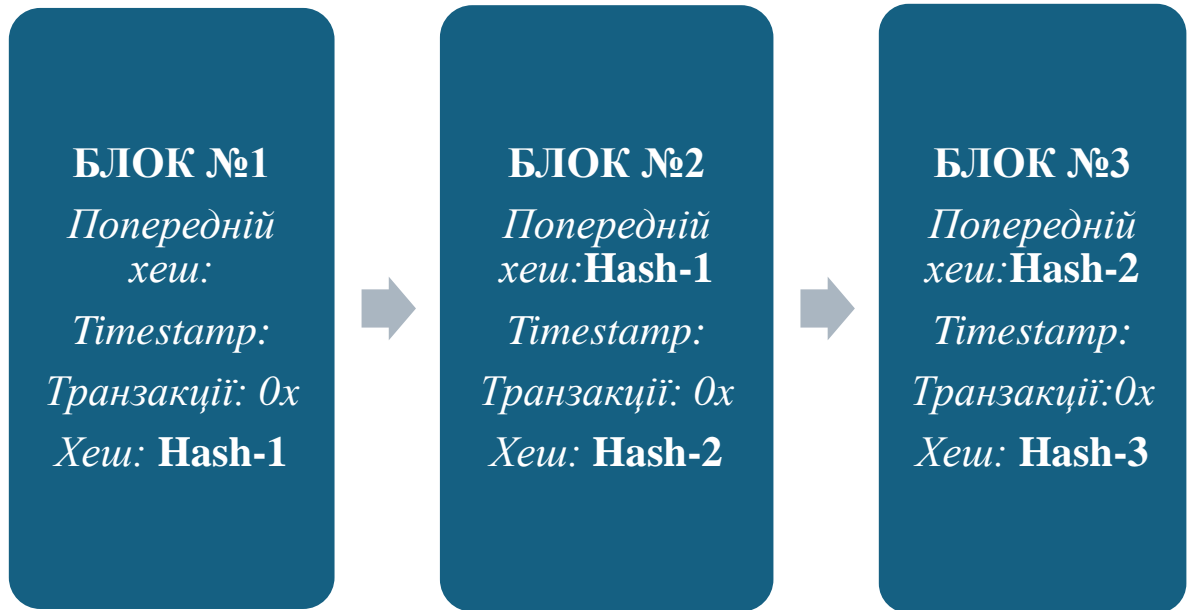 БЛОК №1
Попередній
хеш:
Timestamp:
Транзакції: 0x
Хеш: Hash-1
БЛОК №2
Попередній
хеш:Hash-1
Timestamp:
Транзакції: 0x
Хеш: Hash-2
БЛОК №3
Попередній
хеш:Hash-2
Timestamp:
Транзакції:0x
Хеш: Hash-3